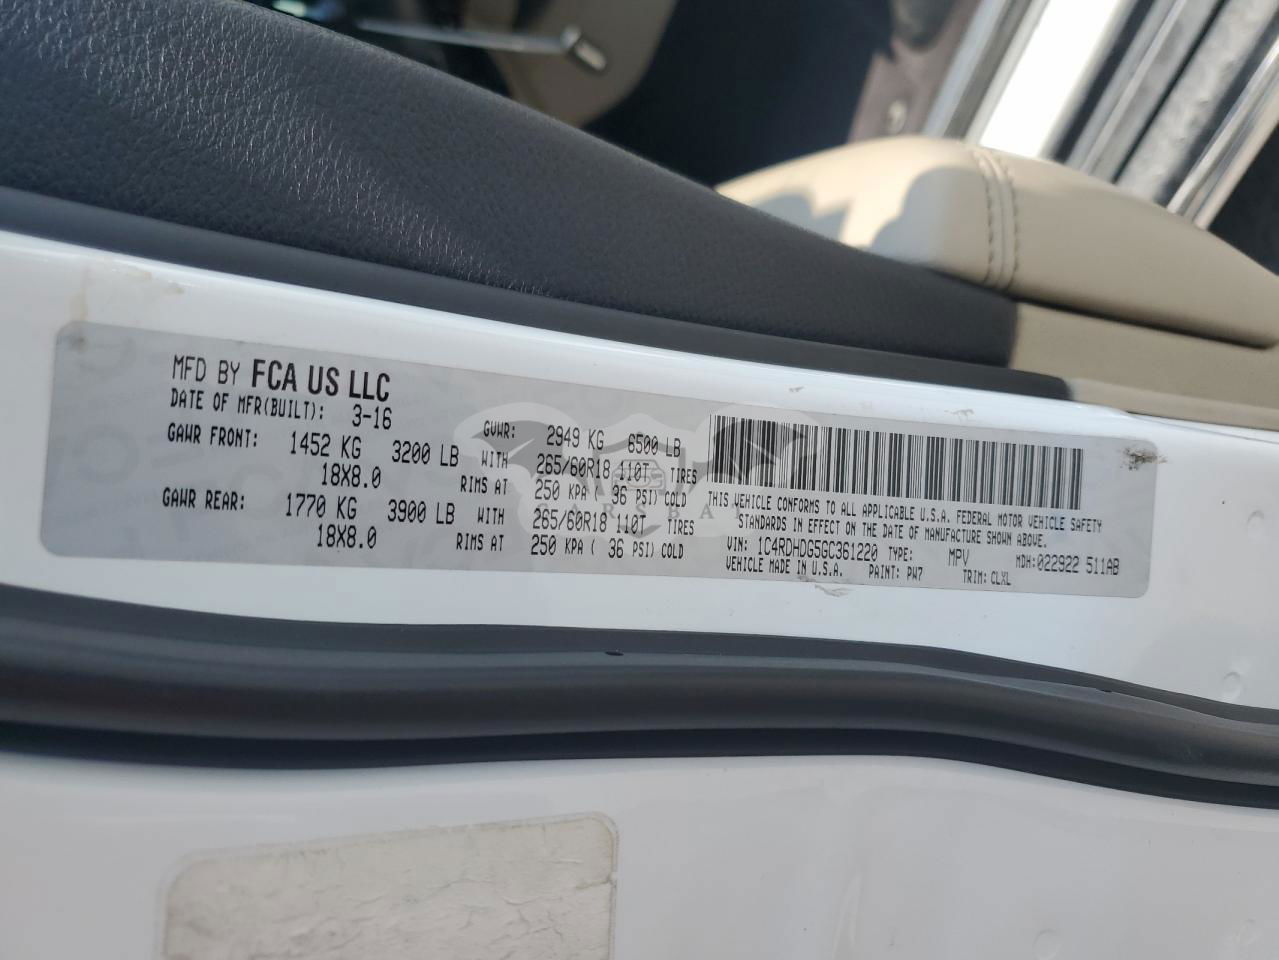 MFD BY FCA US LLC
DATE OF MFR(BUILT): 3-16
GVWR: 2949 KG 6500 LB
GAWR FRONT: 1452 KG 3200 LB WITH 265/60R18 110T TIRES
18X8.0 RIMS AT 250 KPA ( 36 PSI) COLD
GAWR REAR: 1770 KG 3900 LB WITH 265/60R18 110T TIRES
18X8.0 RIMS AT 250 KPA ( 36 PSI) COLD
THIS VEHICLE CONFORMS TO ALL APPLICABLE U.S.A. FEDERAL MOTOR VEHICLE SAFETY
STANDARDS IN EFFECT ON THE DATE OF MANUFACTURE SHOWN ABOVE.
VIN: 1C4RDHDG5GC361220 TYPE: MPV MDH:022922 511AB
VEHICLE MADE IN U.S.A. PAINT: PW7 TRIM: CLXL
CARSBAT